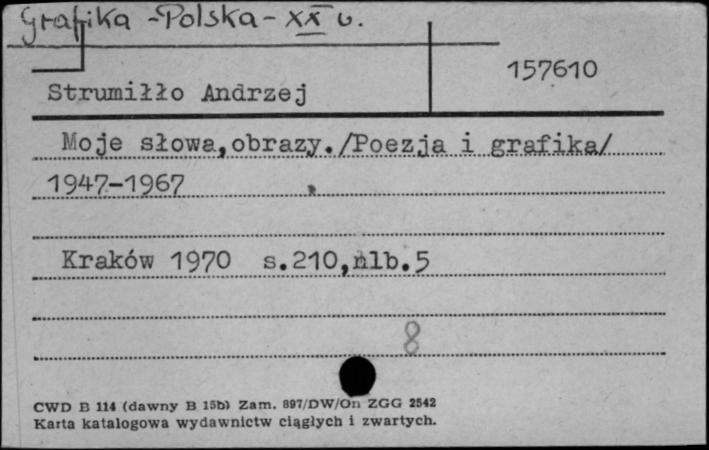 Grafika - Polska - XX w.
157610
Strumiłło Andrzej
Moje słowa,obrazy./Poezja i grafika/
1947-1967
Kraków 1970 s.210,nlb.5
8
CWD B 114 (dawny B 15b) Zam. 897/DW/On ZGG 2542
Karta katalogowa wydawnictw ciągłych i zwartych.